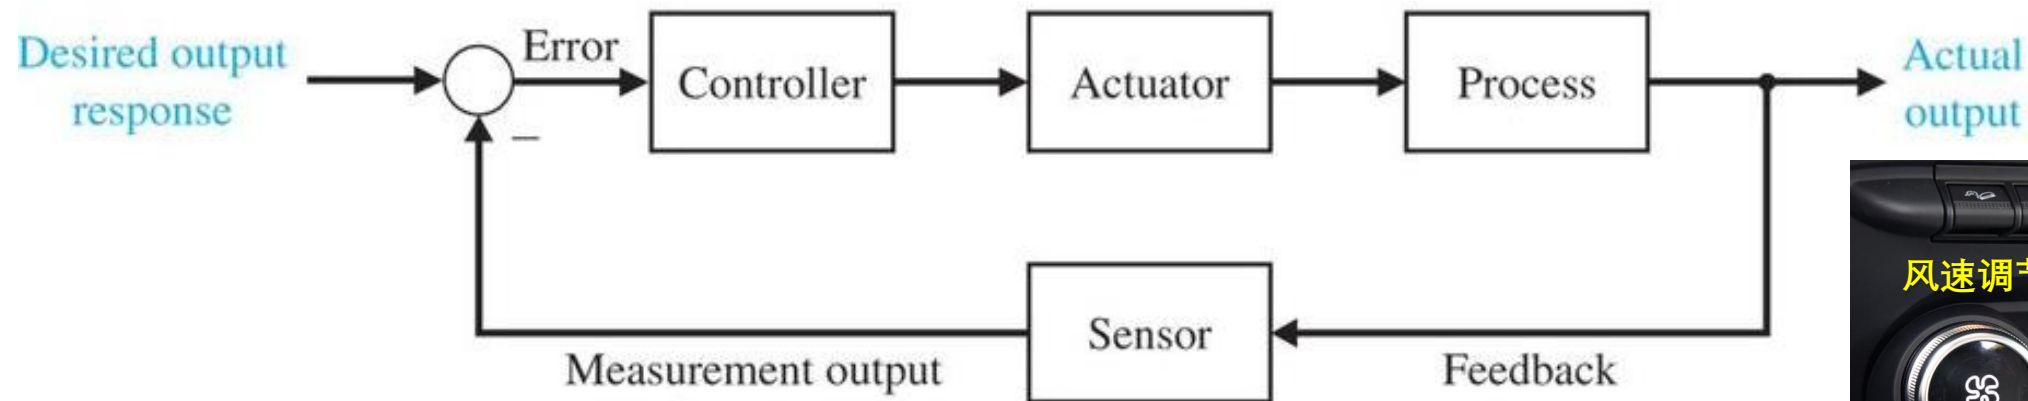 Desired output
response
Error
Controller
Actuator
Process
Actual
output
−
Sensor
Measurement output
Feedback
风速调